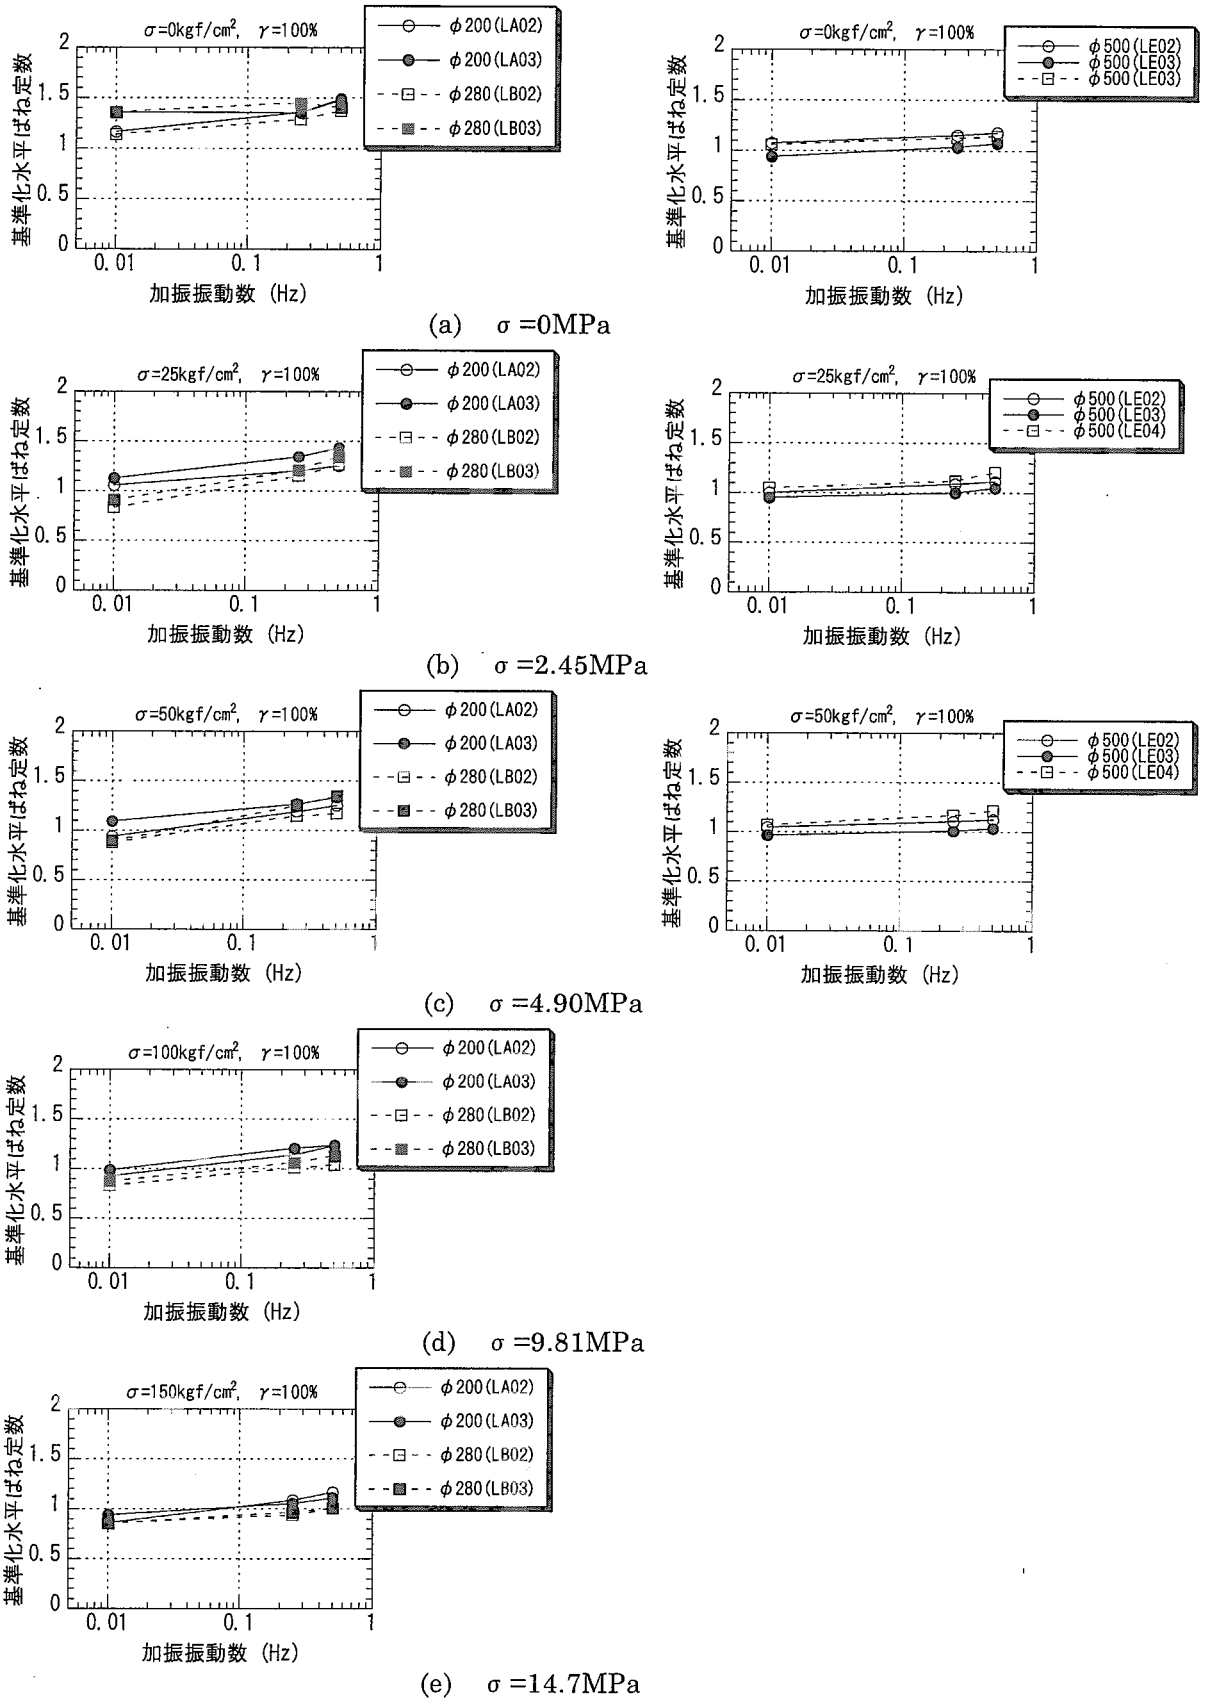 σ=0kgf/cm², γ=100%
φ200(LA02)
φ200(LA03)
φ280(LB02)
φ280(LB03)
基準化水平ばね定数
2
1.5
1
0.5
0
0.01
0.1
1
加振振動数 (Hz)
σ=0kgf/cm², γ=100%
φ500(LE02)
φ500(LE03)
φ500(LE03)
基準化水平ばね定数
2
1.5
1
0.5
0
0.01
0.1
1
加振振動数 (Hz)
(a) σ=0MPa
σ=25kgf/cm², γ=100%
φ200(LA02)
φ200(LA03)
φ280(LB02)
φ280(LB03)
基準化水平ばね定数
2
1.5
1
0.5
0
0.01
0.1
1
加振振動数 (Hz)
σ=25kgf/cm², γ=100%
φ500(LE02)
φ500(LE03)
φ500(LE04)
基準化水平ばね定数
2
1.5
1
0.5
0
0.01
0.1
1
加振振動数 (Hz)
(b) σ=2.45MPa
σ=50kgf/cm², γ=100%
φ200(LA02)
φ200(LA03)
φ280(LB02)
φ280(LB03)
基準化水平ばね定数
2
1.5
1
0.5
0
0.01
0.1
1
加振振動数 (Hz)
σ=50kgf/cm², γ=100%
φ500(LE02)
φ500(LE03)
φ500(LE04)
基準化水平ばね定数
2
1.5
1
0.5
0
0.01
0.1
1
加振振動数 (Hz)
(c) σ=4.90MPa
σ=100kgf/cm², γ=100%
φ200(LA02)
φ200(LA03)
φ280(LB02)
φ280(LB03)
基準化水平ばね定数
2
1.5
1
0.5
0
0.01
0.1
1
加振振動数 (Hz)
(d) σ=9.81MPa
σ=150kgf/cm², γ=100%
φ200(LA02)
φ200(LA03)
φ280(LB02)
φ280(LB03)
基準化水平ばね定数
2
1.5
1
0.5
0
0.01
0.1
1
加振振動数 (Hz)
(e) σ=14.7MPa